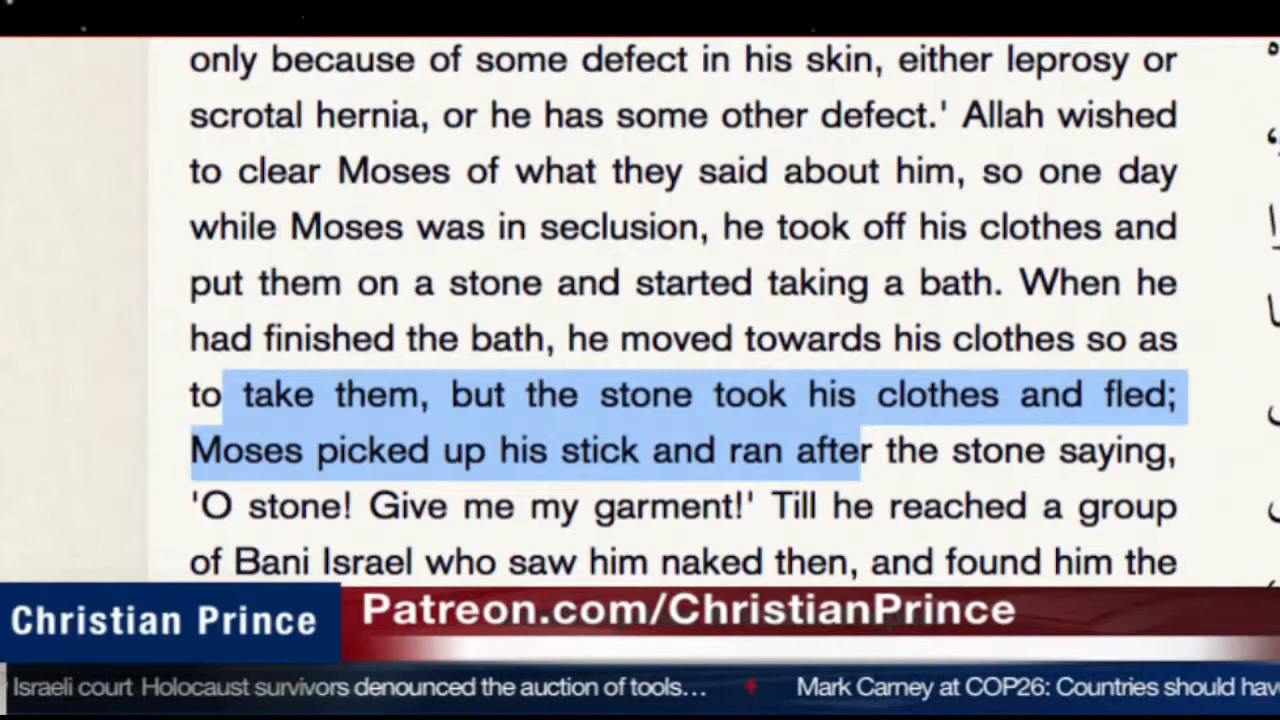 only because of some defect in his skin, either leprosy or
scrotal hernia, or he has some other defect.' Allah wished
to clear Moses of what they said about him, so one day
while Moses was in seclusion, he took off his clothes and
put them on a stone and started taking a bath. When he
had finished the bath, he moved towards his clothes so as
to take them, but the stone took his clothes and fled;
Moses picked up his stick and ran after the stone saying,
'O stone! Give me my garment!' Till he reached a group
of Bani Israel who saw him naked then, and found him the
Christian Prince
Patreon.com/ChristianPrince
Israeli court Holocaust survivors denounced the auction of tools... Mark Carney at COP26: Countries should hav